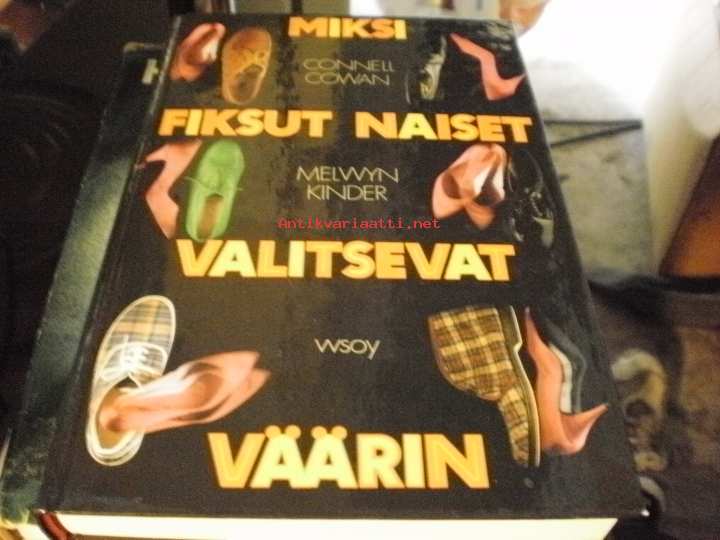 MIKSI
CONNELL
COWAN
FIKSUT NAISET
MELWYN
KINDER
Antikvariaatti.net
VALITSEVAT
WSOY
VÄÄRIN